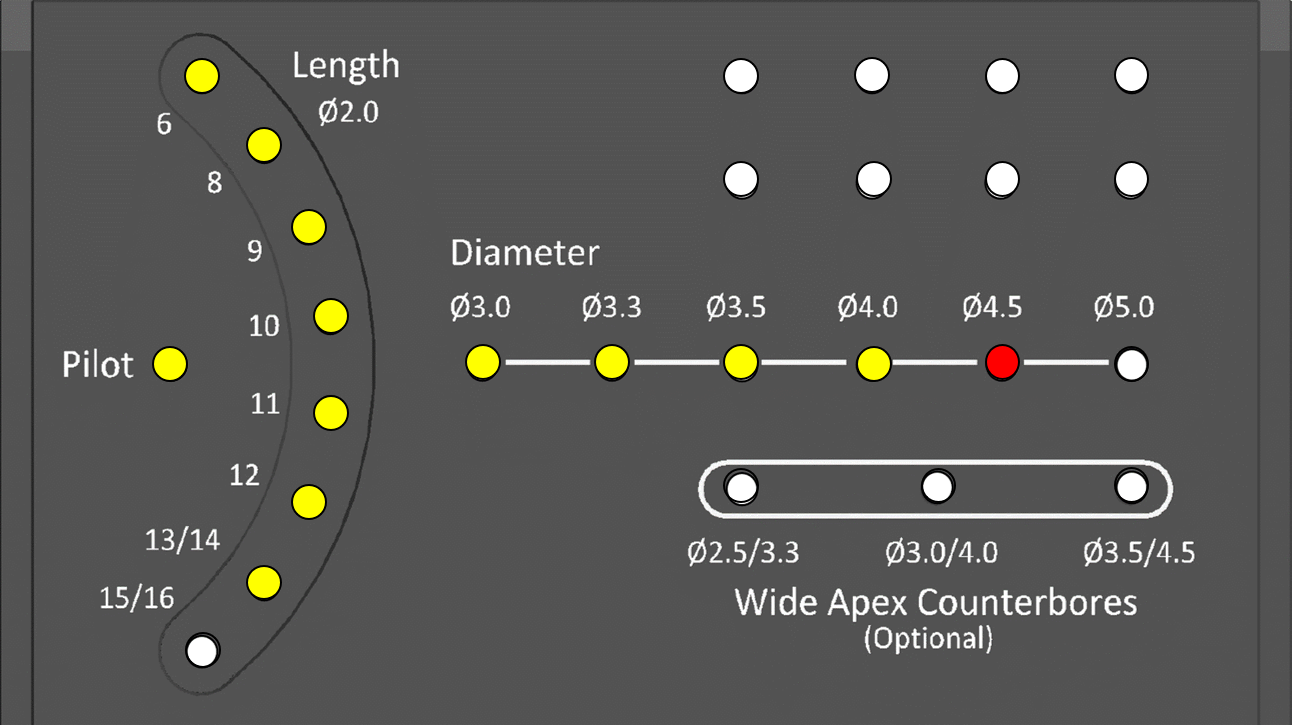 Length
Ø2.0
6
8
9
10
11
12
13/14
15/16
Pilot
Diameter
Ø3.0 Ø3.3 Ø3.5 Ø4.0 Ø4.5 Ø5.0
Ø2.5/3.3 Ø3.0/4.0 Ø3.5/4.5
Wide Apex Counterbores
(Optional)